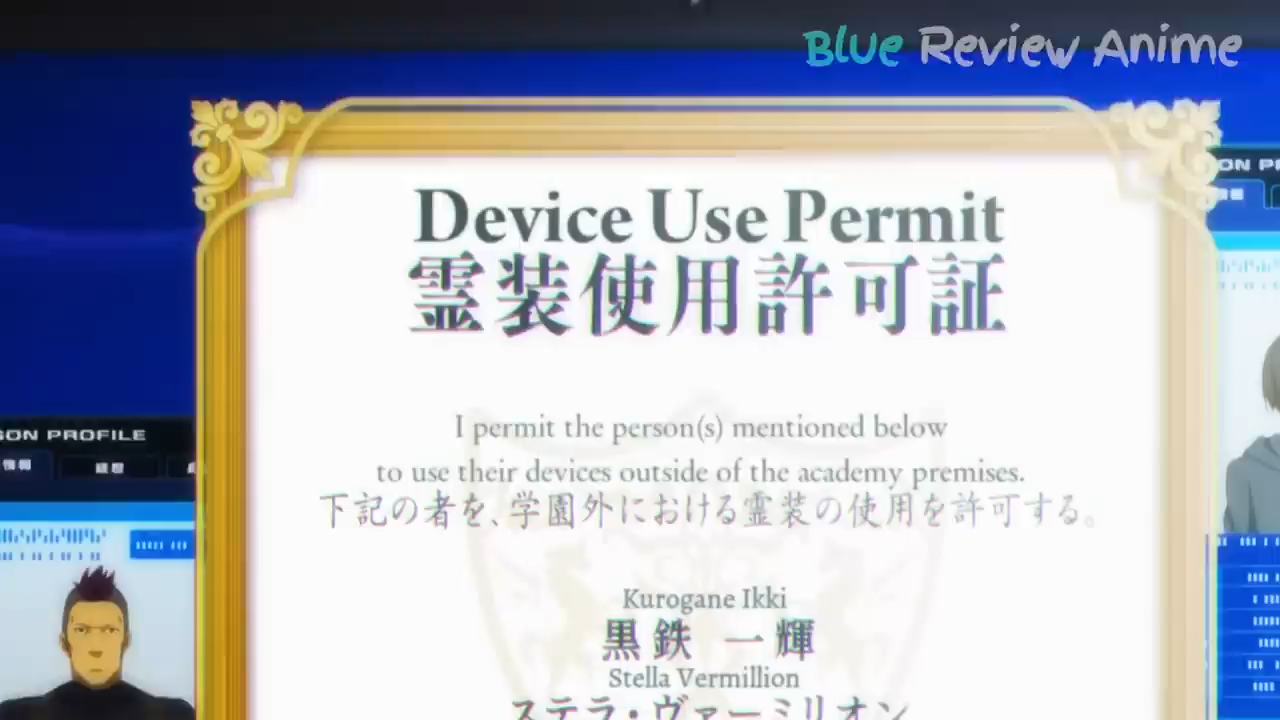 Blue Review Anime
Device Use Permit
霊装使用許可証
I permit the person(s) mentioned below
to use their devices outside of the academy premises.
下記の者を、学園外における霊装の使用を許可する。
SON PROFILE
Kurogane Ikki
黒鉄 一輝
Stella Vermillion
ステラ・ヴァーミリオン